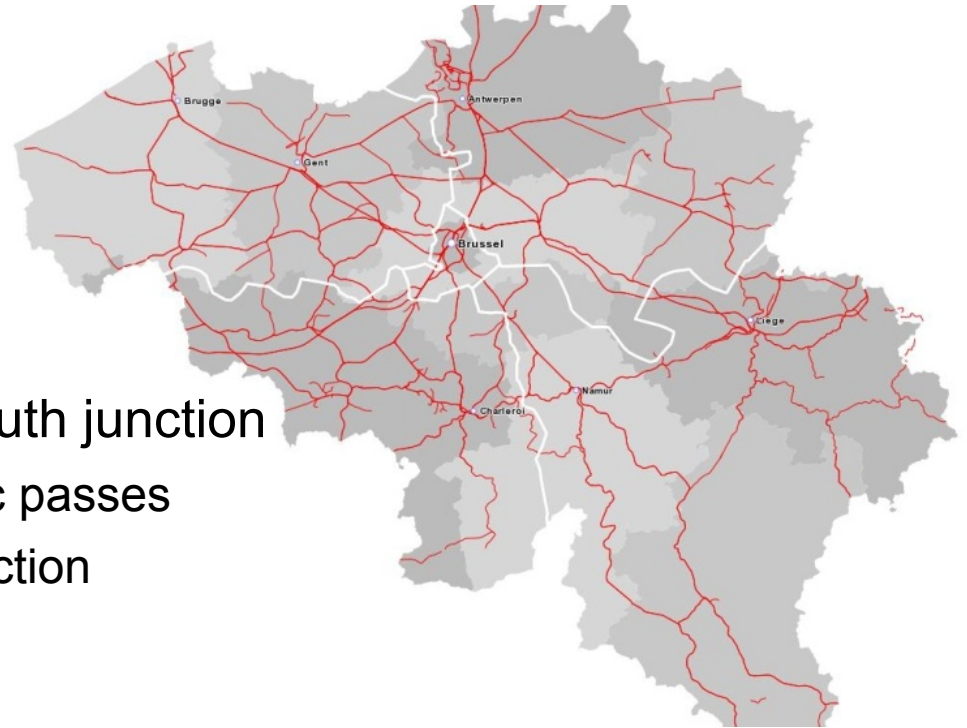 Antwerpen
Brugge
Gent
Brussel
Liege
Namur
Charleroi
uth junction
c passes
ction